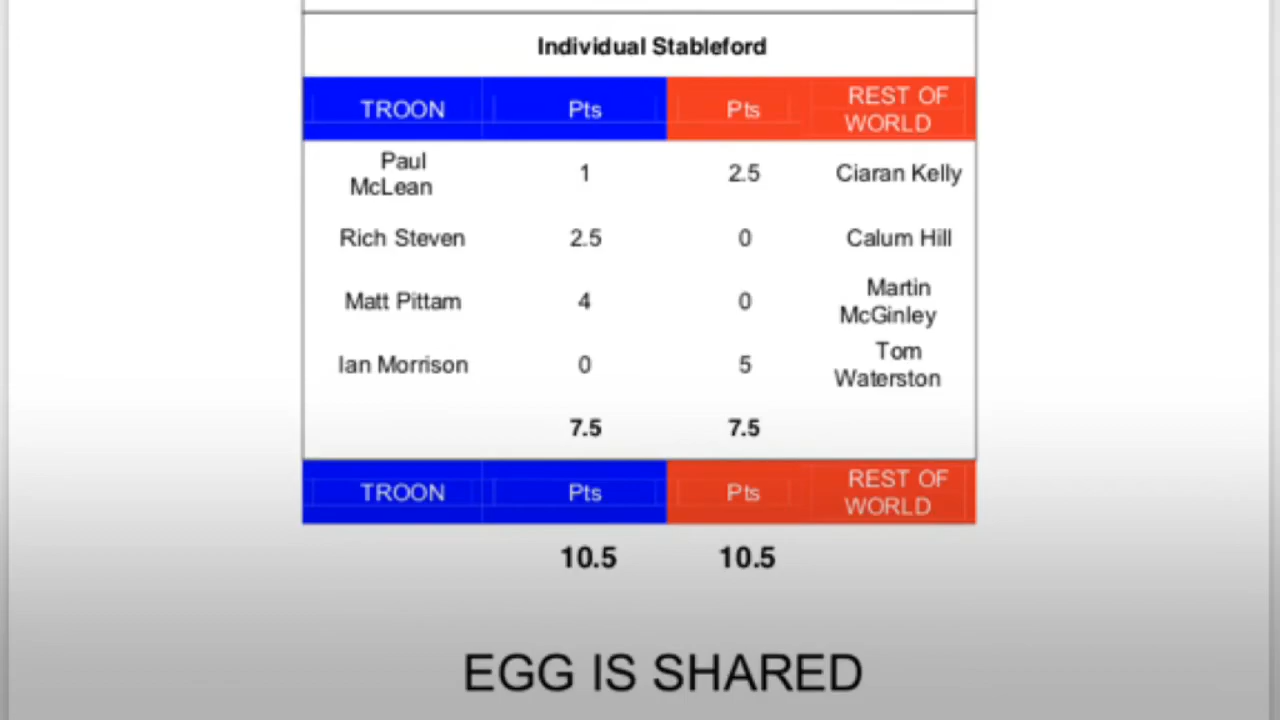 Individual Stableford
TROON Pts Pts REST OF
WORLD
Paul
McLean 1 2.5 Ciaran Kelly
Rich Steven 2.5 0 Calum Hill
Matt Pittam 4 0 Martin
McGinley
Ian Morrison 0 5 Tom
Waterston
7.5 7.5
TROON Pts Pts REST OF
WORLD
10.5 10.5
EGG IS SHARED